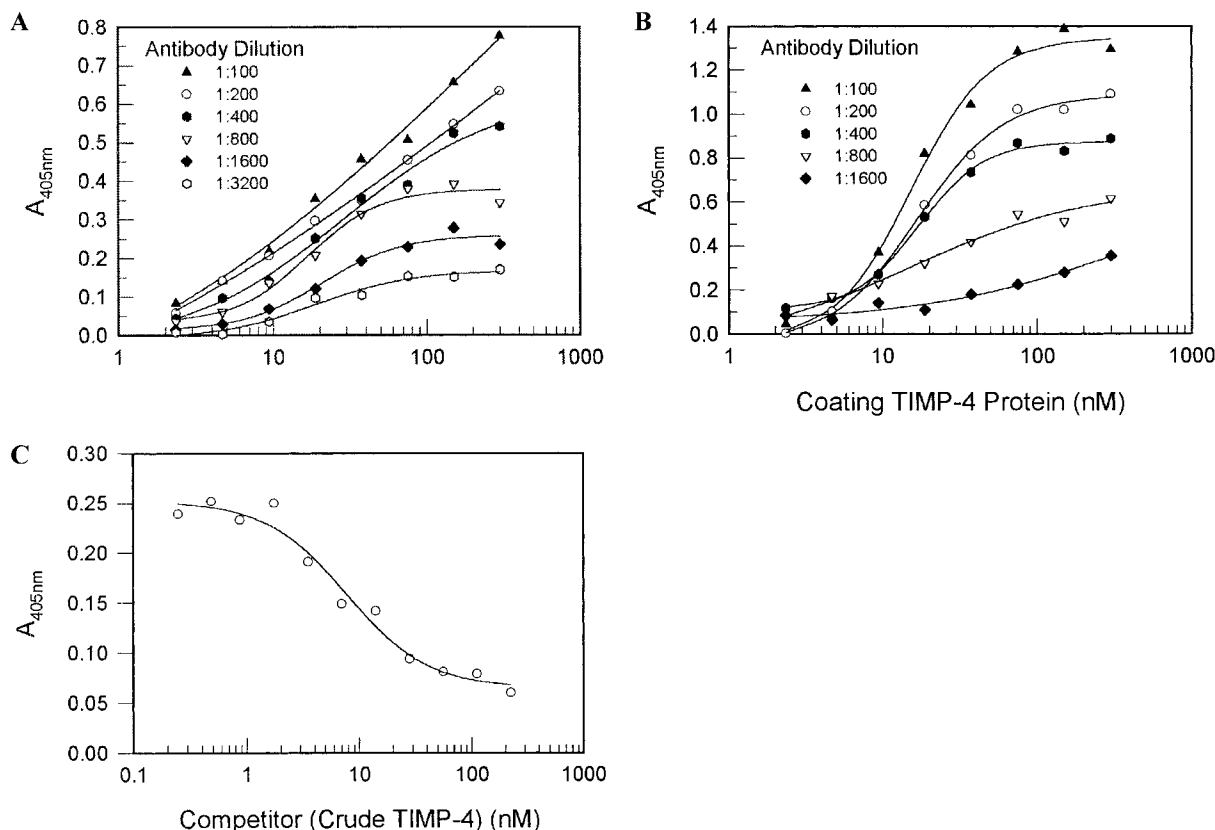 A
0.8
0.7
0.6
0.5
0.4
0.3
0.2
0.1
0.0
A405nm
Antibody Dilution
1:100
1:200
1:400
1:800
1:1600
1:3200
1 10 100 1000
B
1.4
1.2
1.0
0.8
0.6
0.4
0.2
0.0
A405nm
Antibody Dilution
1:100
1:200
1:400
1:800
1:1600
1 10 100 1000
Coating TIMP-4 Protein (nM)
C
0.30
0.25
0.20
0.15
0.10
0.05
0.00
A405nm
0.1 1 10 100 1000
Competitor (Crude TIMP-4) (nM)